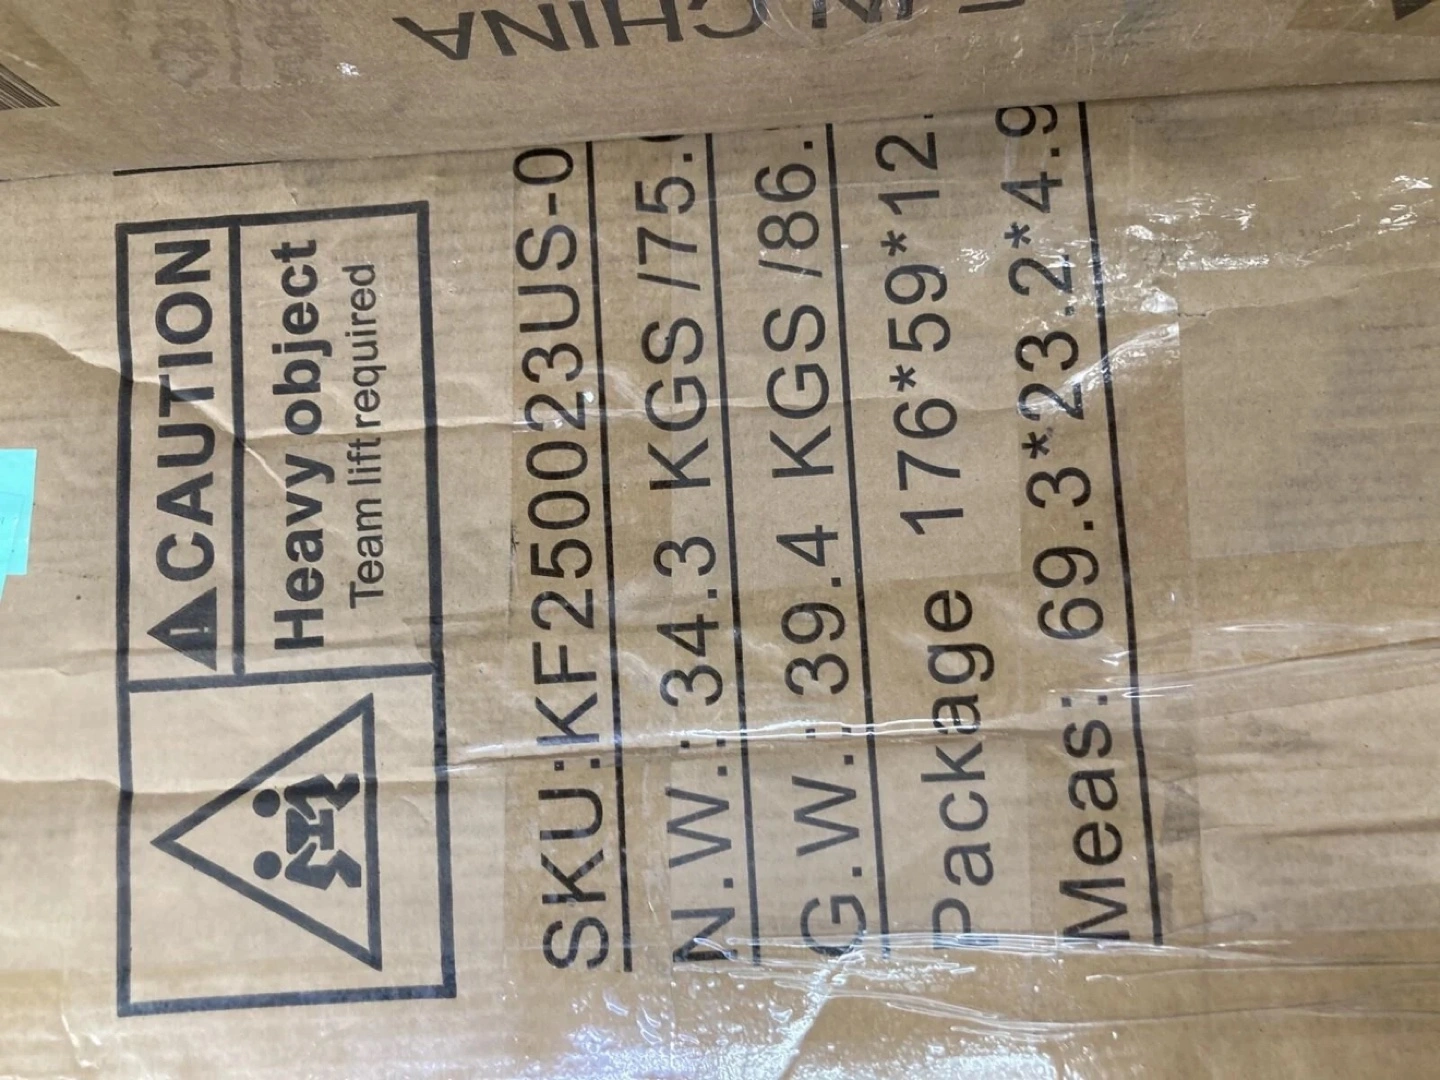 IN CHINA
CAUTION
Heavy object
Team lift required
SKU:KF250023US-0
N.W.: 34.3 KGS /75.
G.W.: 39.4 KGS /86.
Package 176*59*12.
Meas: 69.3*23.2*4.9